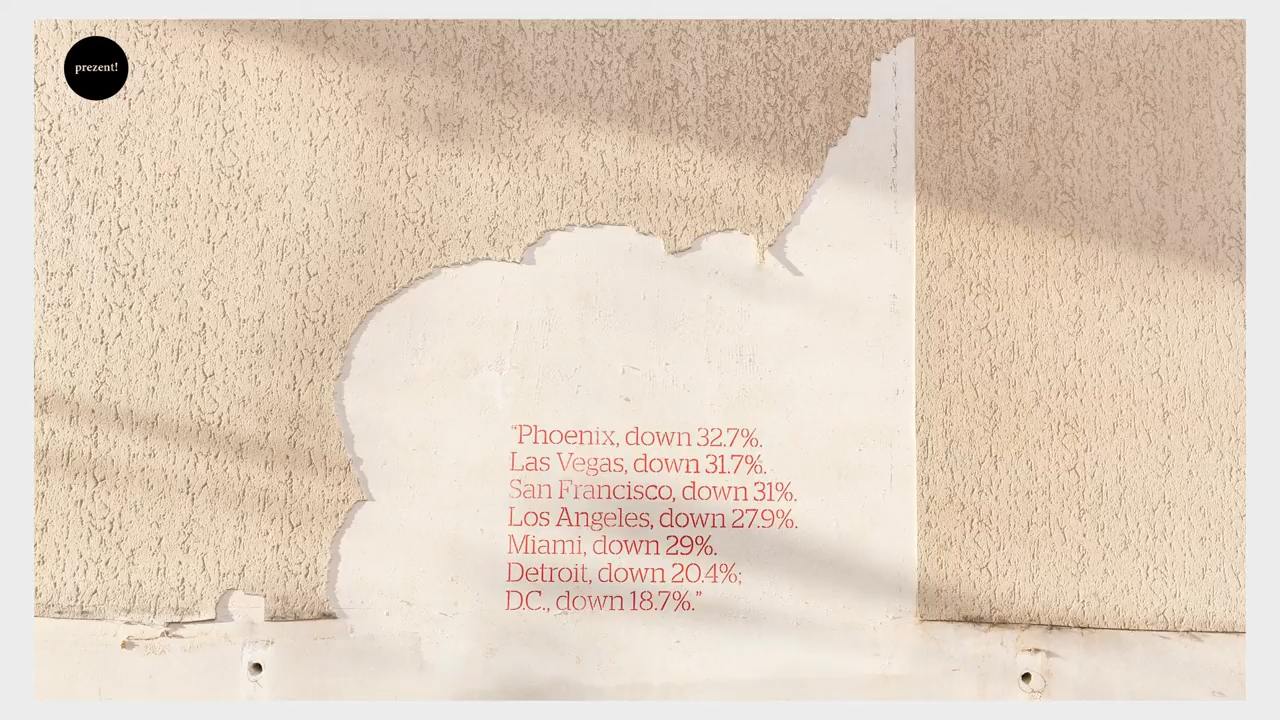 prezent!
“Phoenix, down 32.7%.
Las Vegas, down 31.7%.
San Francisco, down 31%.
Los Angeles, down 27.9%.
Miami, down 29%.
Detroit, down 20.4%;
D.C., down 18.7%.”